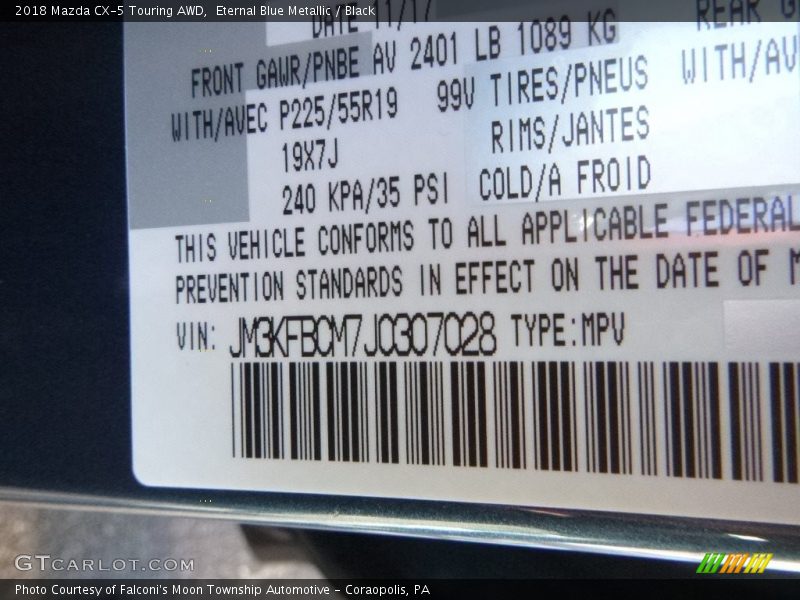 2018 Mazda CX-5 Touring AWD, Eternal Blue Metallic / Black
DATE 11/17 REAR G
FRONT GAWR/PNBE AV 2401 LB 1089 KG
WITH/AVEC P225/55R19 99V TIRES/PNEUS WITH/AV
19X7J RIMS/JANTES
240 KPA/35 PSI COLD/A FROID
THIS VEHICLE CONFORMS TO ALL APPLICABLE FEDERAL
PREVENTION STANDARDS IN EFFECT ON THE DATE OF M
VIN: JM3KFBCM7J0307028 TYPE:MPV
GTCARLOT.COM
Photo Courtesy of Falconi's Moon Township Automotive - Coraopolis, PA